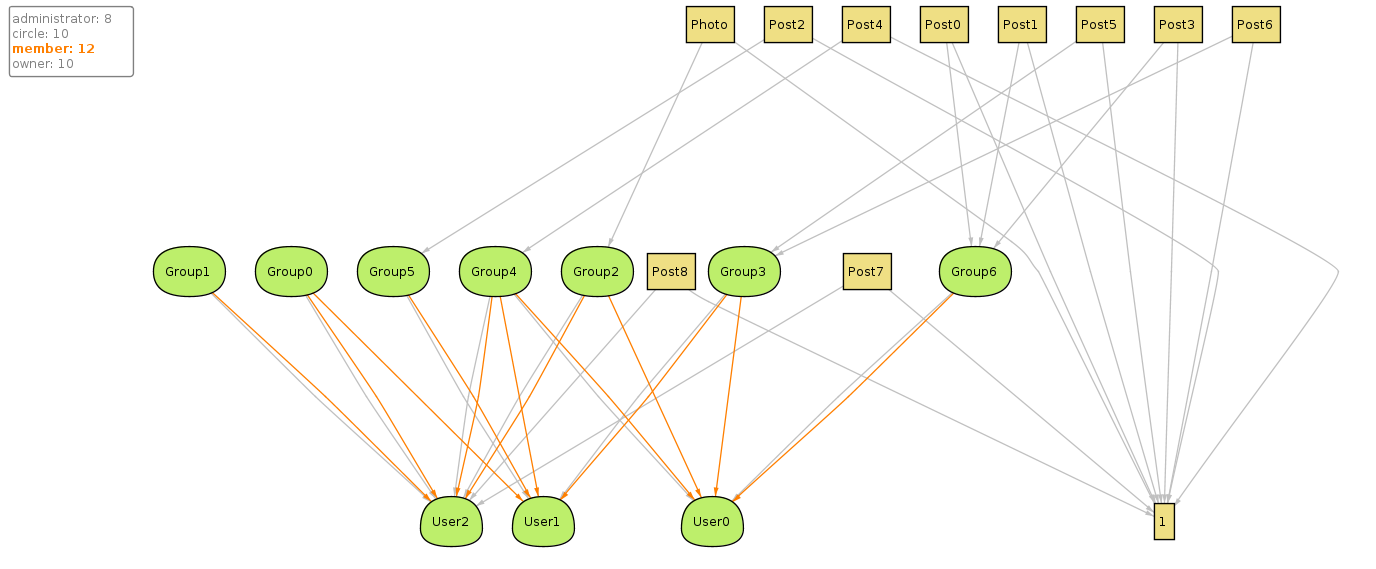 administrator: 8
circle: 10
member: 12
owner: 10
Photo
Post2
Post4
Post0
Post1
Post5
Post3
Post6
Group1
Group0
Group5
Group4
Group2
Post8
Group3
Post7
Group6
User2
User1
User0
1